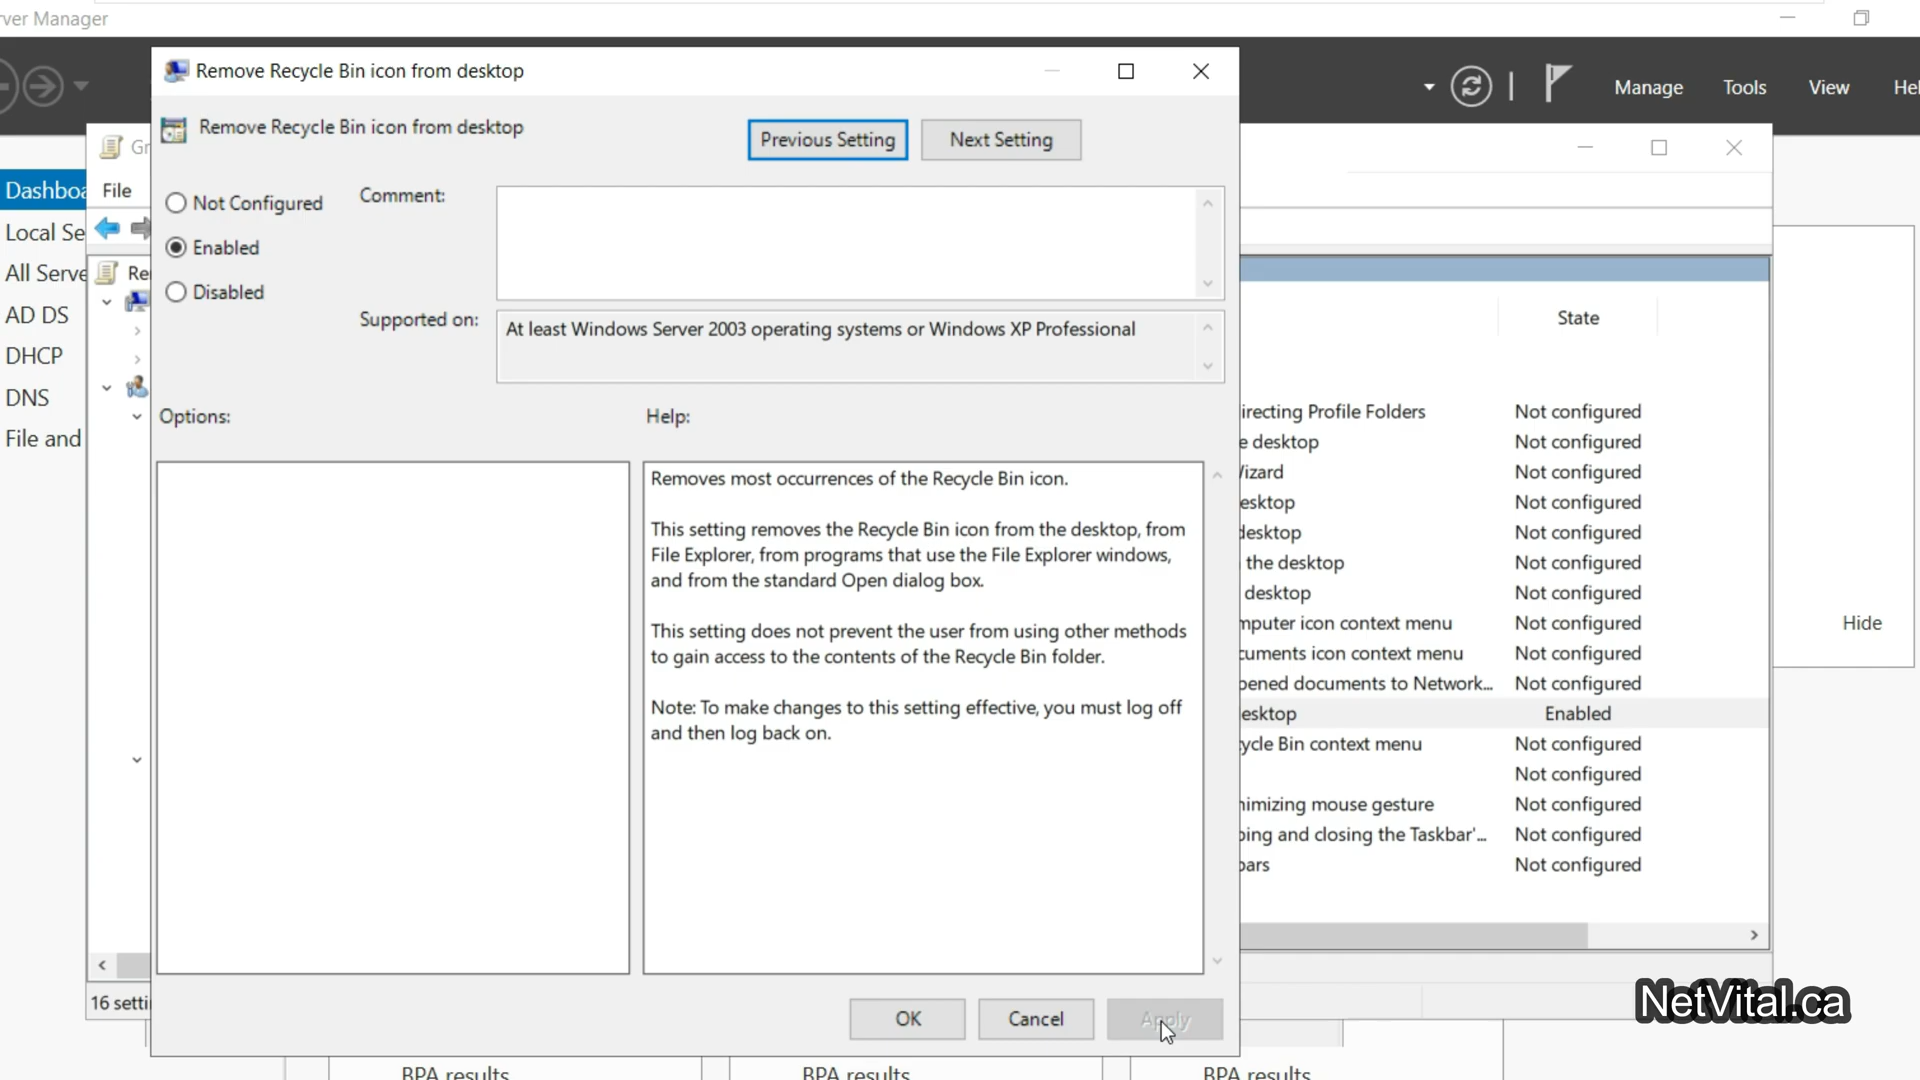 ver Manager
Remove Recycle Bin icon from desktop
Manage
Tools
View
Hel
Remove Recycle Bin icon from desktop
Previous Setting
Next Setting
Gr
Dashboa
File
Not Configured
Comment:
Local Se
Enabled
All Serve
Re
Disabled
AD DS
Supported on:
At least Windows Server 2003 operating systems or Windows XP Professional
State
DHCP
DNS
File and
Options:
Help:
Removes most occurrences of the Recycle Bin icon.
This setting removes the Recycle Bin icon from the desktop, from
File Explorer, from programs that use the File Explorer windows,
and from the standard Open dialog box.
This setting does not prevent the user from using other methods
to gain access to the contents of the Recycle Bin folder.
Note: To make changes to this setting effective, you must log off
and then log back on.
irecting Profile Folders Not configured
e desktop Not configured
Vizard Not configured
esktop Not configured
desktop Not configured
the desktop Not configured
desktop Not configured
mputer icon context menu Not configured
cuments icon context menu Not configured
pened documents to Network... Not configured
esktop Enabled
ycle Bin context menu Not configured
Not configured
nimizing mouse gesture Not configured
ping and closing the Taskbar'... Not configured
bars Not configured
Hide
16 setti
OK
Cancel
Apply
NetVital.ca
BPA results
BPA results
BPA results